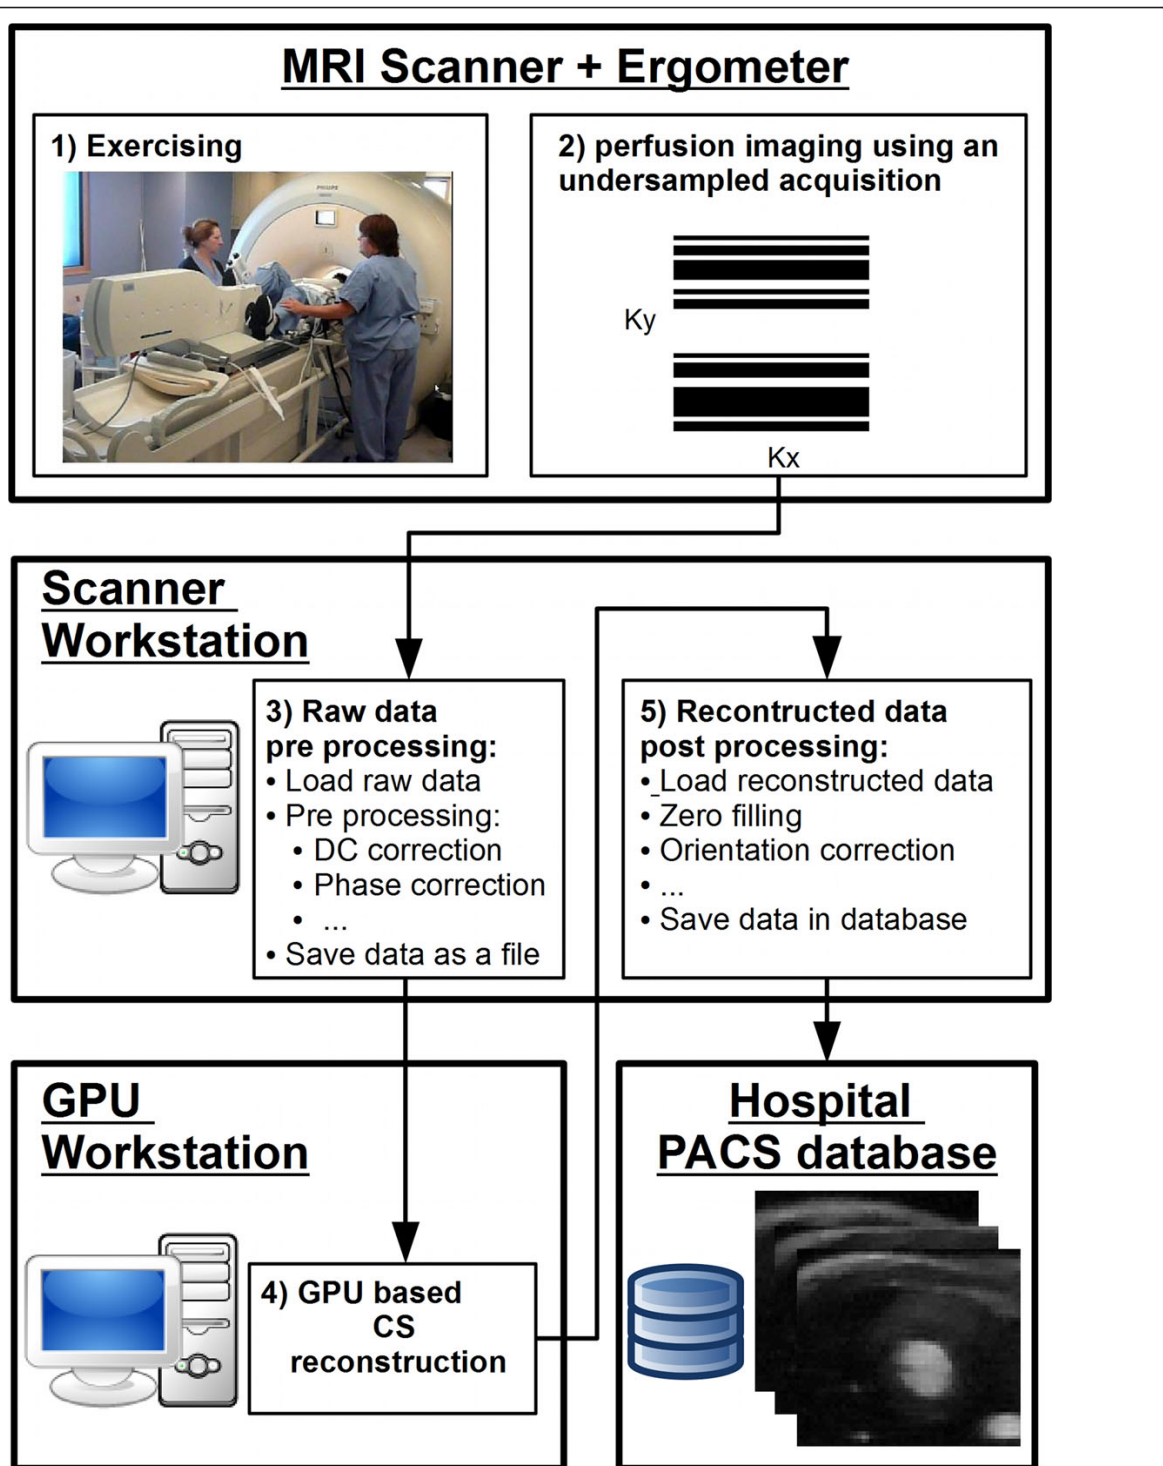 MRI Scanner + Ergometer
1) Exercising
PHILIPS
2) perfusion imaging using an
undersampled acquisition
Ky
Kx
Scanner
Workstation
3) Raw data
pre processing:
• Load raw data
• Pre processing:
• DC correction
• Phase correction
• ...
• Save data as a file
5) Recontructed data
post processing:
• Load reconstructed data
• Zero filling
• Orientation correction
• ...
• Save data in database
GPU
Workstation
4) GPU based
CS
reconstruction
Hospital
PACS database